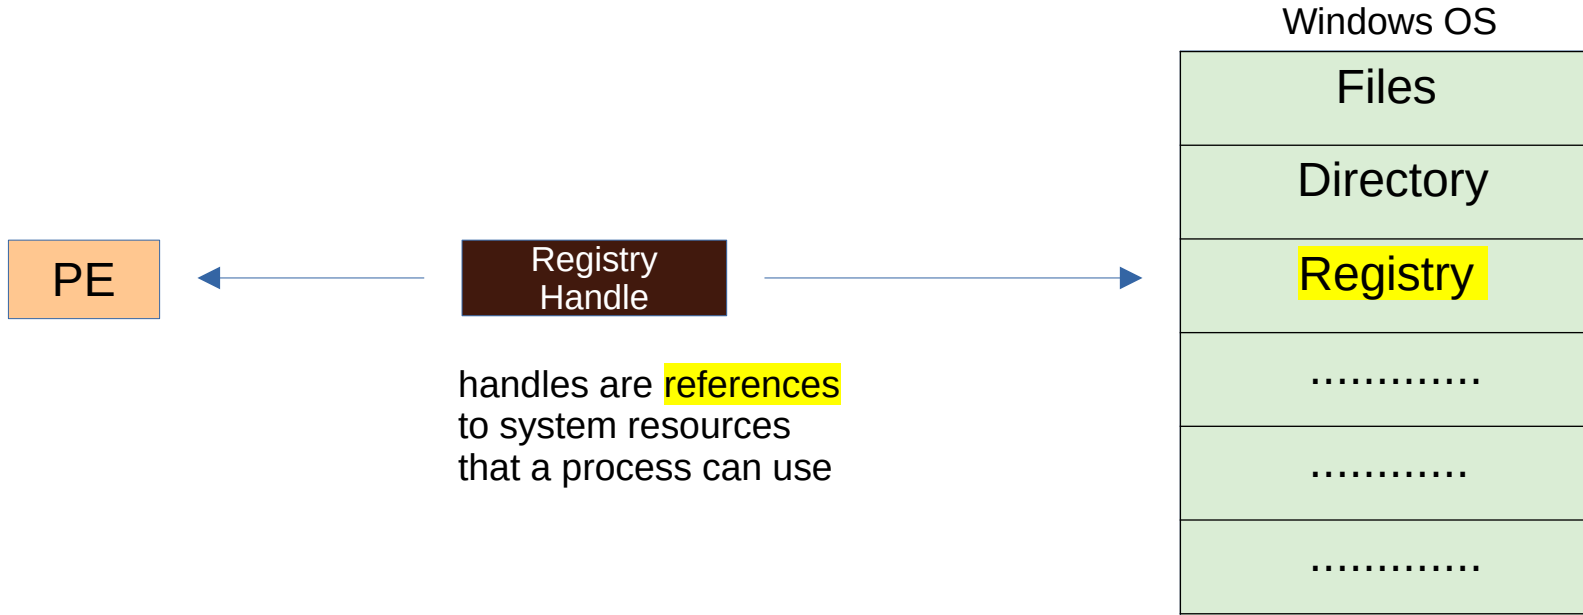 Windows OS
Files
Directory
PE
Registry
Handle
Registry
handles are references
to system resources
that a process can use
.............
............
.............